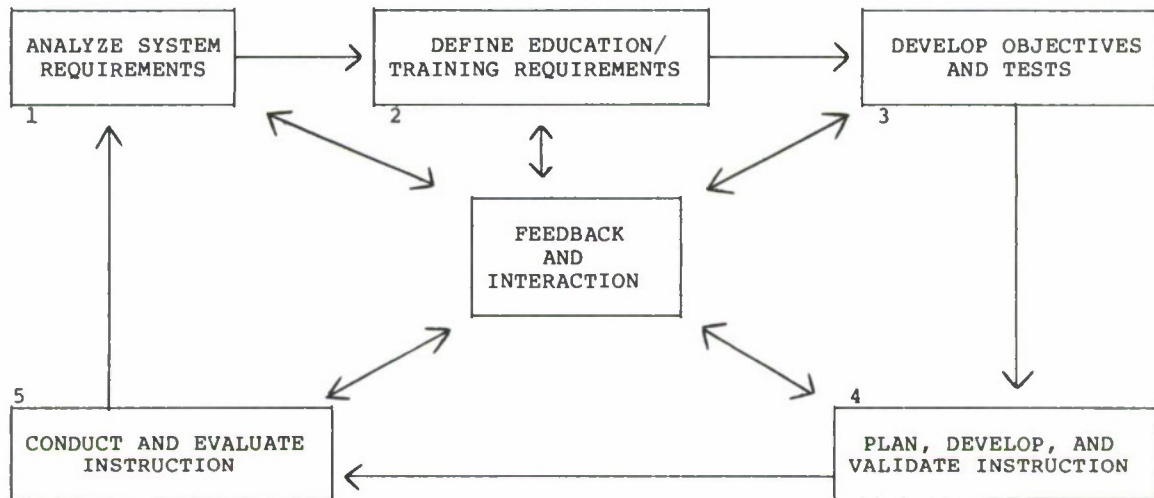 ANALYZE SYSTEM
REQUIREMENTS
1
DEFINE EDUCATION/
TRAINING REQUIREMENTS
2
DEVELOP OBJECTIVES
AND TESTS
3
FEEDBACK
AND
INTERACTION
5
CONDUCT AND EVALUATE
INSTRUCTION
4
PLAN, DEVELOP, AND
VALIDATE INSTRUCTION